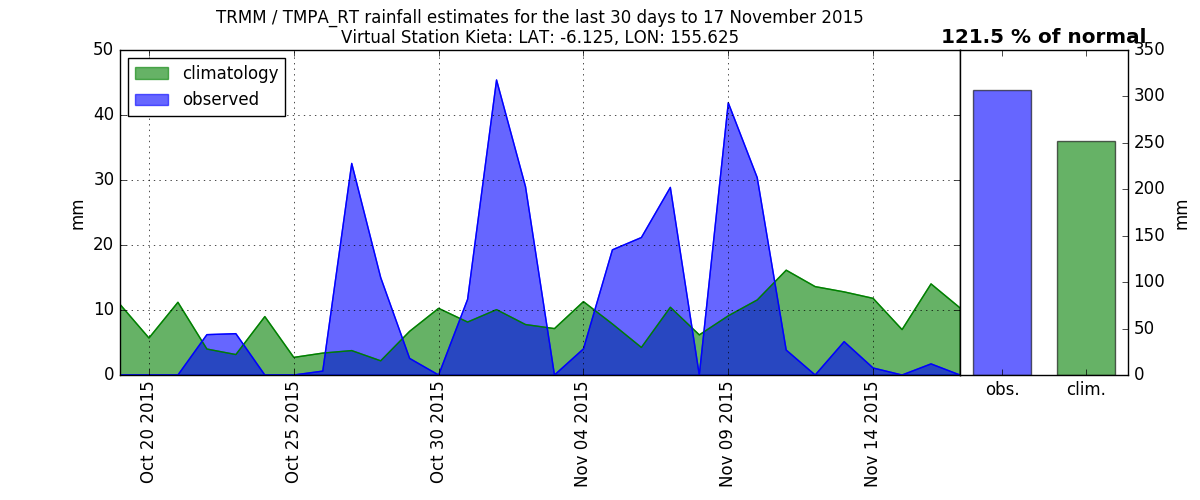 TRMM / TMPA_RT rainfall estimates for the last 30 days to 17 November 2015
Virtual Station Kieta: LAT: -6.125, LON: 155.625
121.5 % of normal
climatology
observed
50
40
30
20
10
0
mm
Oct 20 2015
Oct 25 2015
Oct 30 2015
Nov 04 2015
Nov 09 2015
Nov 14 2015
350
300
250
200
150
100
50
0
mm
obs.
clim.